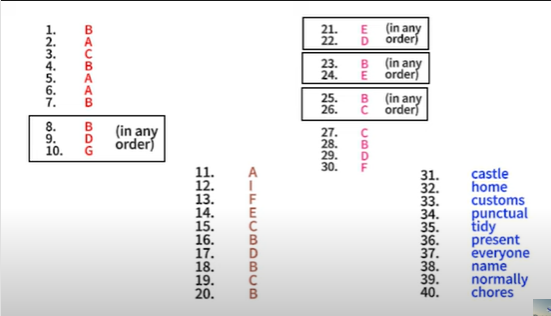 1. B
2. A
3. C
4. B
5. A
6. A
7. B
8. B (in any
9. D order)
10. G
11. A
12. I
13. F
14. E
15. C
16. B
17. D
18. B
19. C
20. B
21. E (in any
22. D order)
23. B (in any
24. E order)
25. B (in any
26. C order)
27. C
28. B
29. D
30. F
31. castle
32. home
33. customs
34. punctual
35. tidy
36. present
37. everyone
38. name
39. normally
40. chores